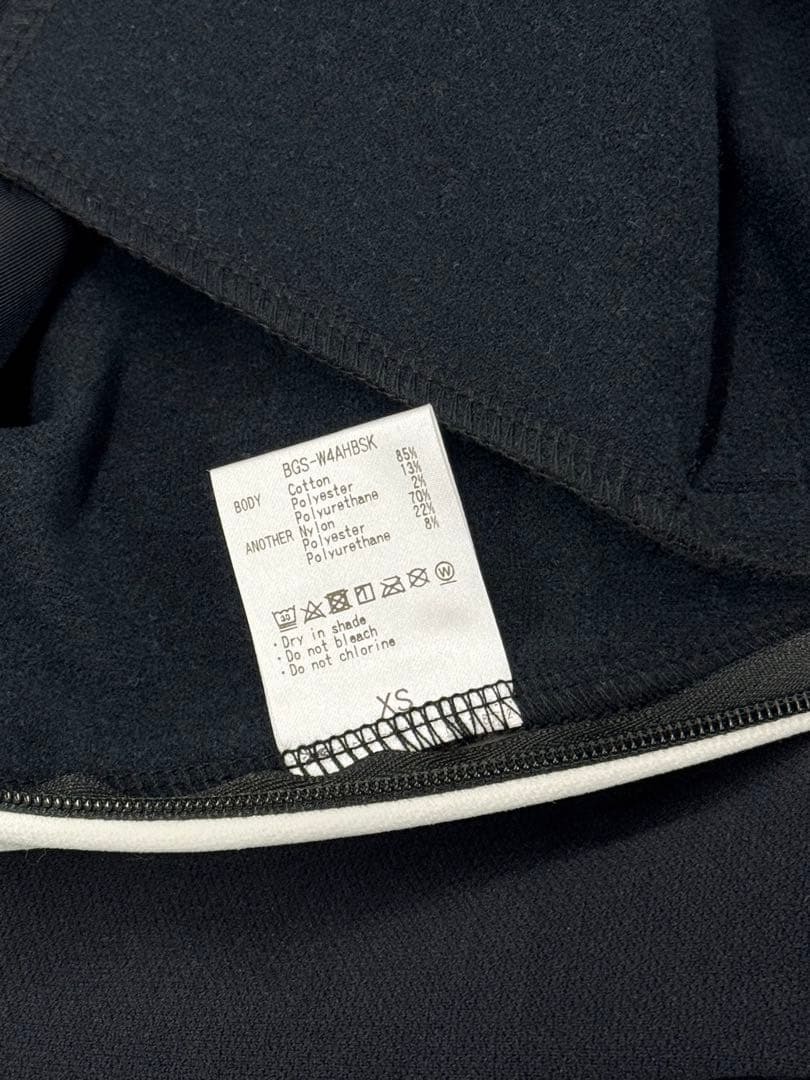 BGS-W4AHBSK
BODY Cotton 85%
Polyester 13%
Polyurethane 2%
ANOTHER Nylon 70%
Polyester 22%
Polyurethane 8%
30 W
・Dry in shade
・Do not bleach
・Do not chlorine
XS